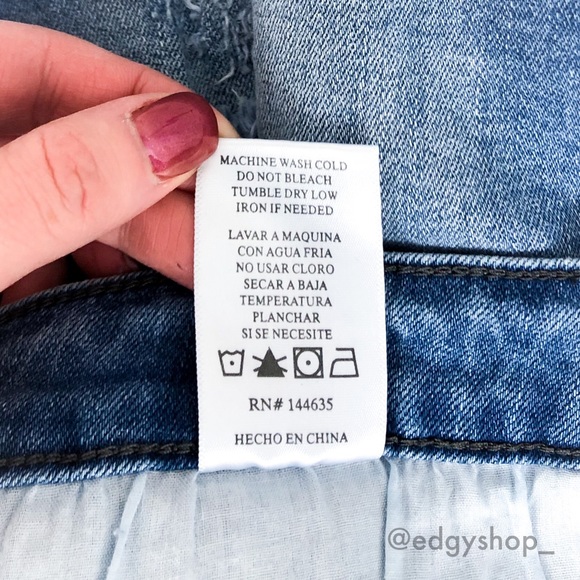 MACHINE WASH COLD
DO NOT BLEACH
TUMBLE DRY LOW
IRON IF NEEDED
LAVAR A MAQUINA
CON AGUA FRIA
NO USAR CLORO
SECAR A BAJA
TEMPERATURA
PLANCHAR
SI SE NECESITE
RN# 144635
HECHO EN CHINA
@edgyshop_